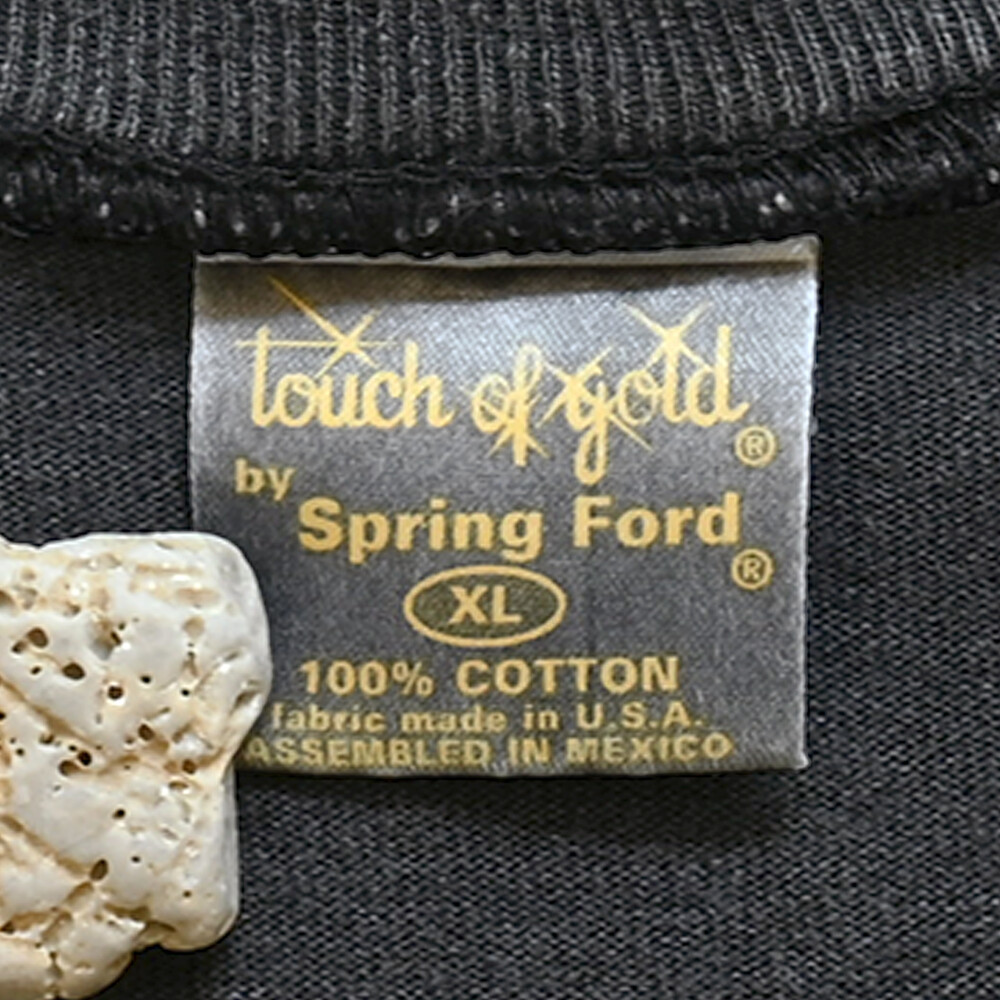 touch of gold®
by
Spring Ford®
XL
100% COTTON
fabric made in U.S.A.
ASSEMBLED IN MEXICO